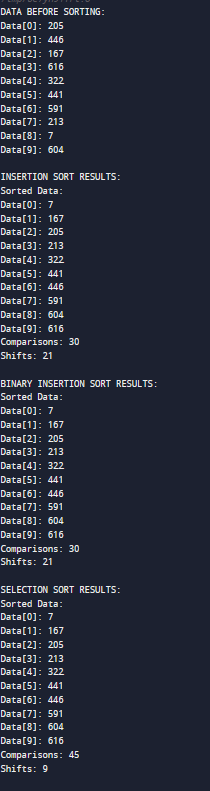 DATA BEFORE SORTING:
Data[0]: 205
Data[1]: 446
Data[2]: 167
Data[3]: 616
Data[4]: 322
Data[5]: 441
Data[6]: 591
Data[7]: 213
Data[8]: 7
Data[9]: 604
INSERTION SORT RESULTS:
Sorted Data:
Data[0]: 7
Data[1]: 167
Data[2]: 205
Data[3]: 213
Data[4]: 322
Data[5]: 441
Data[6]: 446
Data[7]: 591
Data[8]: 604
Data[9]: 616
Comparisons: 30
Shifts: 21
BINARY INSERTION SORT RESULTS:
Sorted Data:
Data[0]: 7
Data[1]: 167
Data[2]: 205
Data[3]: 213
Data[4]: 322
Data[5]: 441
Data[6]: 446
Data[7]: 591
Data[8]: 604
Data[9]: 616
Comparisons: 30
Shifts: 21
SELECTION SORT RESULTS:
Sorted Data:
Data[0]: 7
Data[1]: 167
Data[2]: 205
Data[3]: 213
Data[4]: 322
Data[5]: 441
Data[6]: 446
Data[7]: 591
Data[8]: 604
Data[9]: 616
Comparisons: 45
Shifts: 9